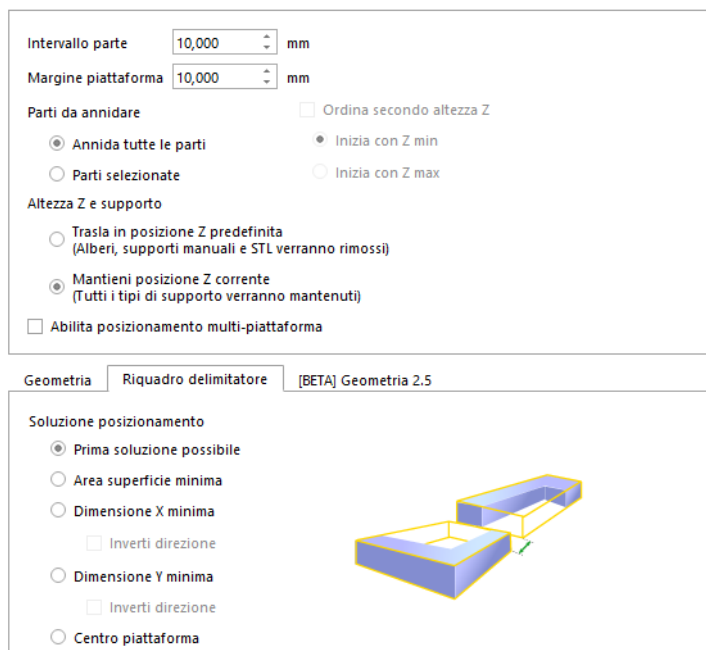 Intervallo parte 10,000 mm
Margine piattaforma 10,000 mm
Parti da annidare
Ordina secondo altezza Z
Annida tutte le parti
Inizia con Z min
Parti selezionate
Inizia con Z max
Altezza Z e supporto
Trasla in posizione Z predefinita
(Alberi, supporti manuali e STL verranno rimossi)
Mantieni posizione Z corrente
(Tutti i tipi di supporto verranno mantenuti)
Abilita posizionamento multi-piattaforma
Geometria Riquadro delimitatore [BETA] Geometria 2.5
Soluzione posizionamento
Prima soluzione possibile
Area superficie minima
Dimensione X minima
Inverti direzione
Dimensione Y minima
Inverti direzione
Centro piattaforma